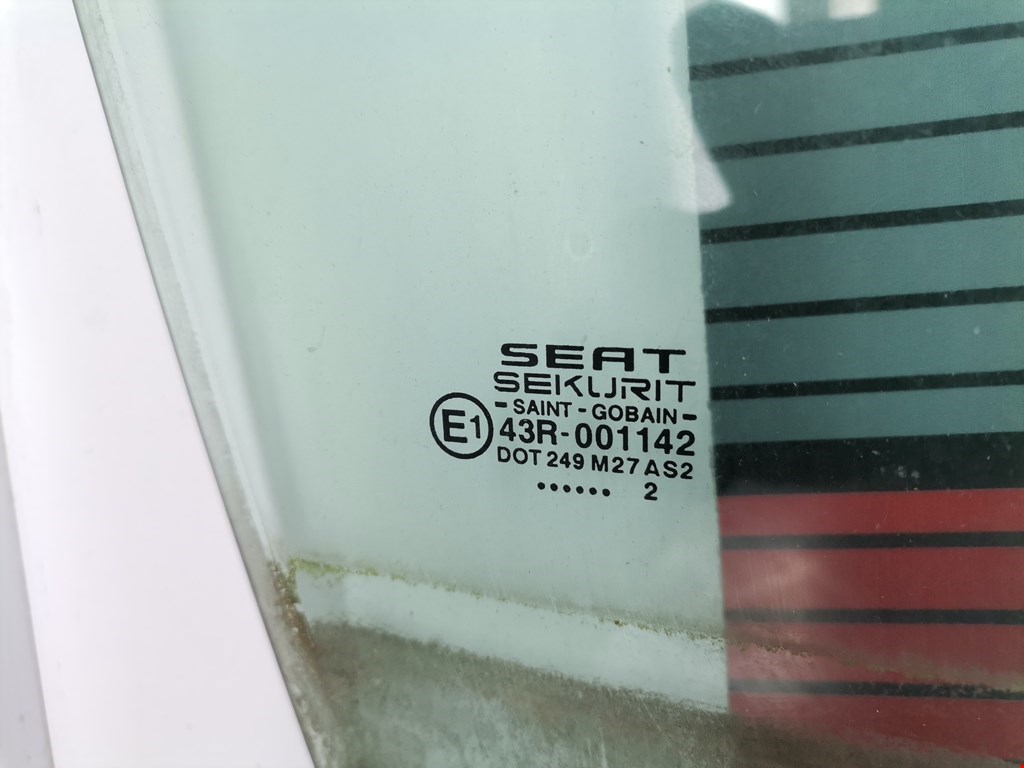 SEAT
SEKURIT
- SAINT - GOBAIN -
E1 43R-001142
DOT 249 M27 AS2
...... 2